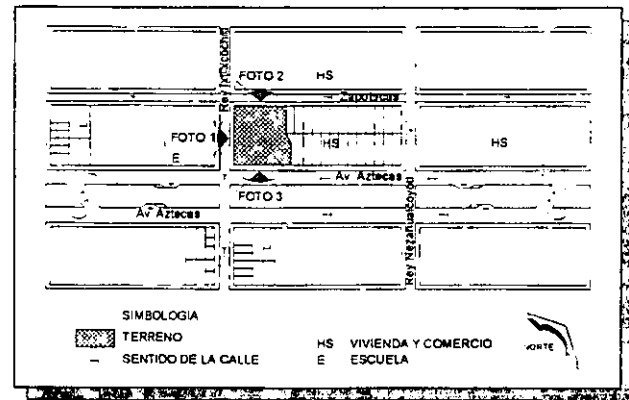 FOTO 2
HS
Zapotecas
FOTO 1
HS
HS
E
Av. Aztecas
FOTO 3
Av. Aztecas
Rey Nezahualcoyotl
SIMBOLOGIA
TERRENO
HS VIVIENDA Y COMERCIO
SENTIDO DE LA CALLE
E ESCUELA
NORTE